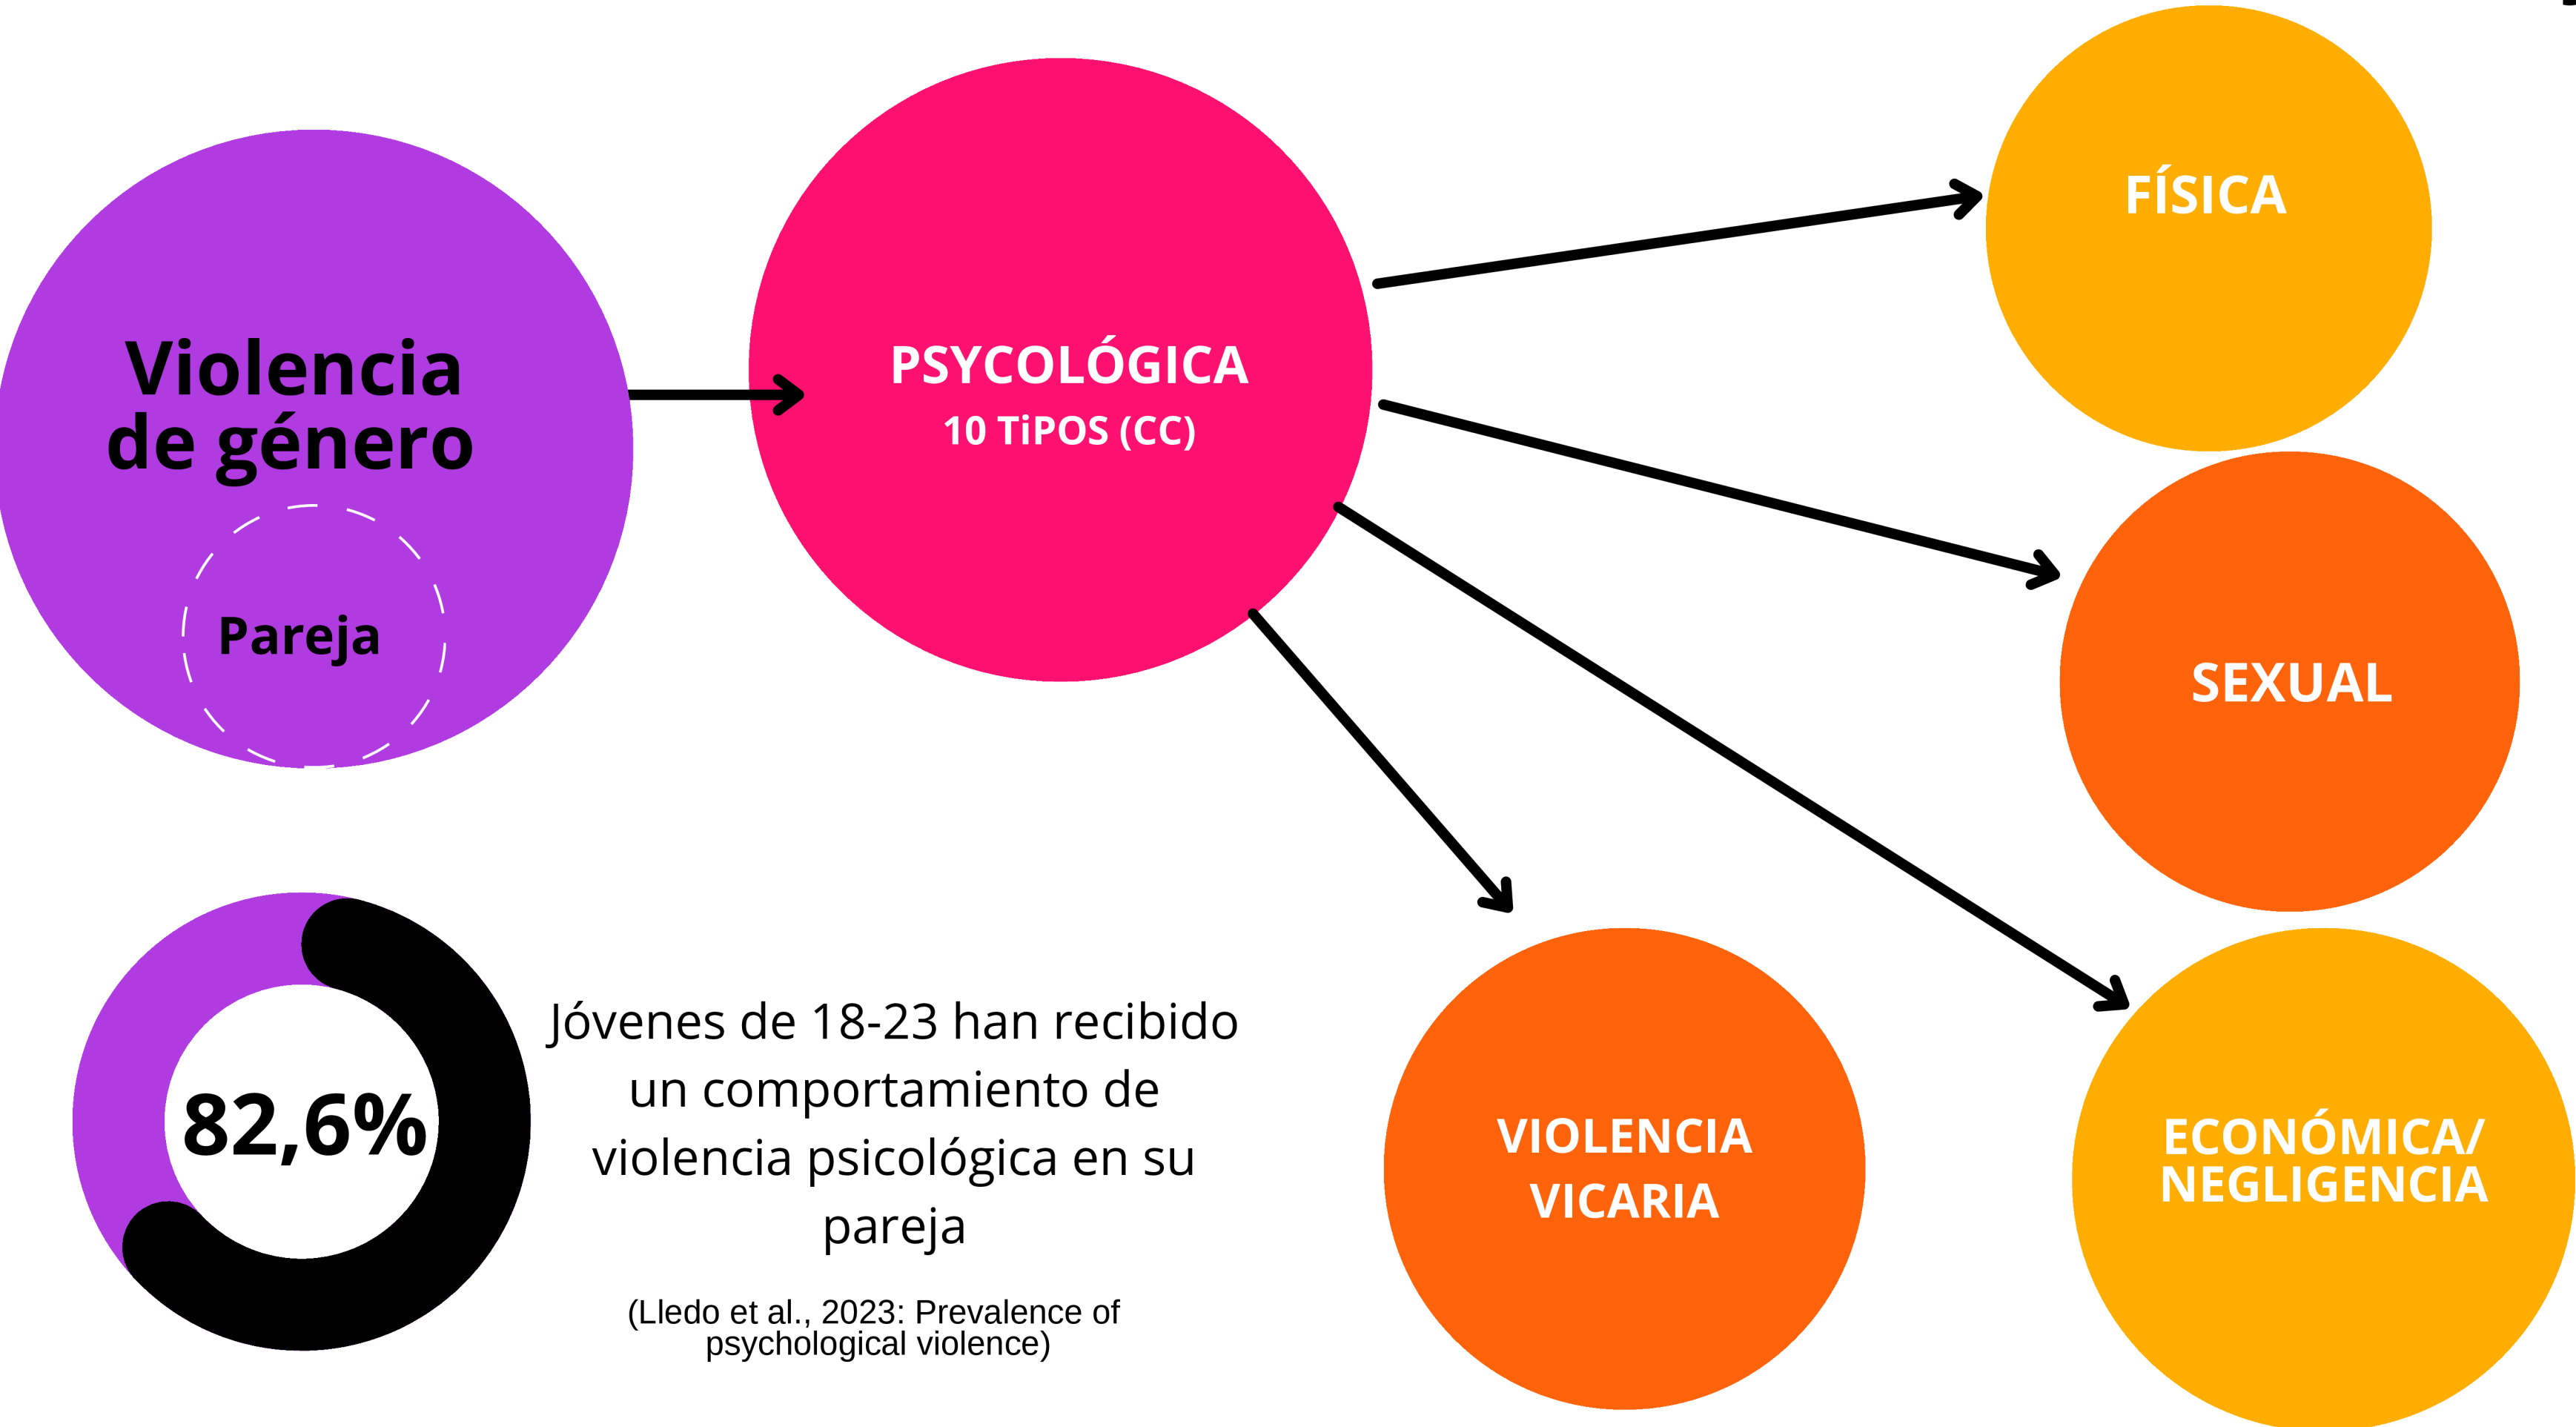 Violencia
de género
Pareja
PSYCOLÓGICA
10 TiPOS (CC)
FÍSICA
SEXUAL
VIOLENCIA
VICARIA
ECONÓMICA/
NEGLIGENCIA
82,6%
Jóvenes de 18-23 han recibido
un comportamiento de
violencia psicológica en su
pareja
(Lledo et al., 2023: Prevalence of
psychological violence)